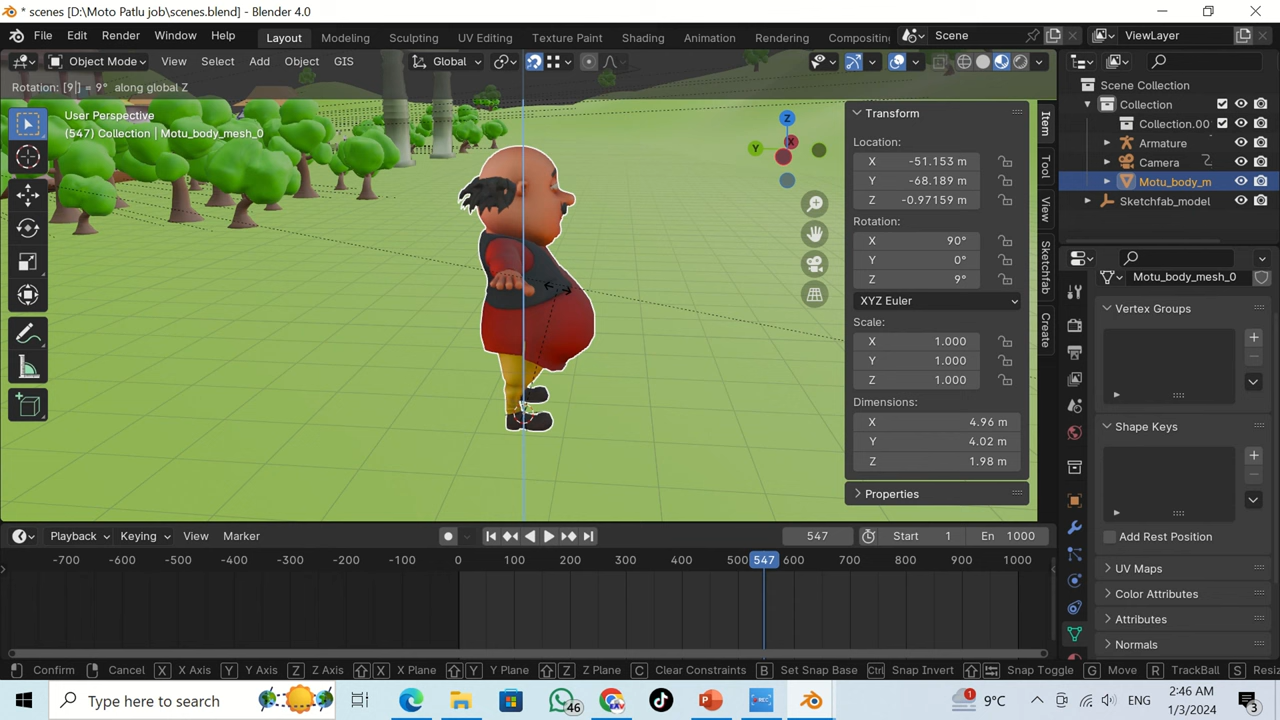 * scenes [D:\Moto Patlu job\scenes.blend] - Blender 4.0
File Edit Render Window Help Layout Modeling Sculpting UV Editing Texture Paint Shading Animation Rendering Compositing Scene ViewLayer
Object Mode View Select Add Object GIS Global
Rotation: [9|] = 9° along global Z
User Perspective
(547) Collection | Motu_body_mesh_0
Z
X
Y
Transform
Location:
X -51.153 m
Y -68.189 m
Z -0.97159 m
Rotation:
X 90°
Y 0°
Z 9°
XYZ Euler
Scale:
X 1.000
Y 1.000
Z 1.000
Dimensions:
X 4.96 m
Y 4.02 m
Z 1.98 m
Properties
Item
Tool
View
Sketchfab
Create
Scene Collection
Collection
Collection.00
Armature
Camera
Motu_body_m
Sketchfab_model
Motu_body_mesh_0
Vertex Groups
Shape Keys
Add Rest Position
UV Maps
Color Attributes
Attributes
Normals
Playback Keying View Marker 547 Start 1 En 1000
-700 -600 -500 -400 -300 -200 -100 0 100 200 300 400 500 547 600 700 800 900 1000
Confirm Cancel X X Axis Y Y Axis Z Z Axis X X Plane Y Y Plane Z Z Plane C Clear Constraints B Set Snap Base Ctrl Snap Invert Snap Toggle G Move R TrackBall S Resiz
Type here to search 46 REC 1 9°C ENG 2:46 AM
1/3/2024 3